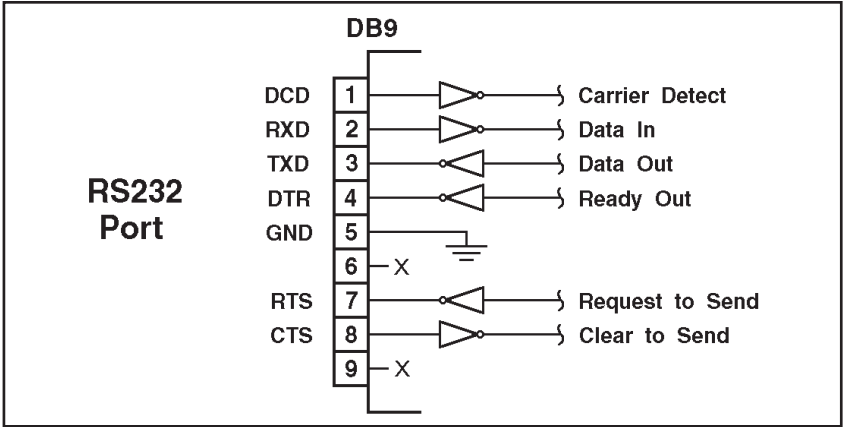 DB9
RS232
Port
DCD 1 Carrier Detect
RXD 2 Data In
TXD 3 Data Out
DTR 4 Ready Out
GND 5
6 X
RTS 7 Request to Send
CTS 8 Clear to Send
9 X